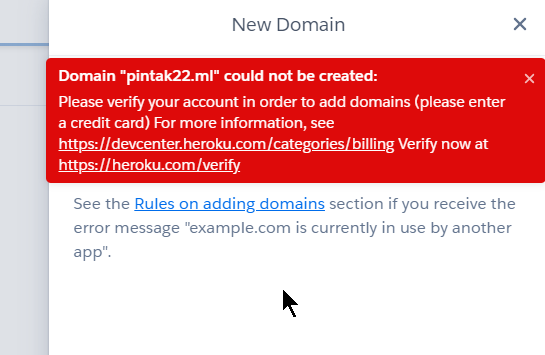 New Domain
Domain "pintak22.ml" could not be created:
Please verify your account in order to add domains (please enter
a credit card) For more information, see
https://devcenter.heroku.com/categories/billing Verify now at
https://heroku.com/verify
See the Rules on adding domains section if you receive the
error message "example.com is currently in use by another
app".